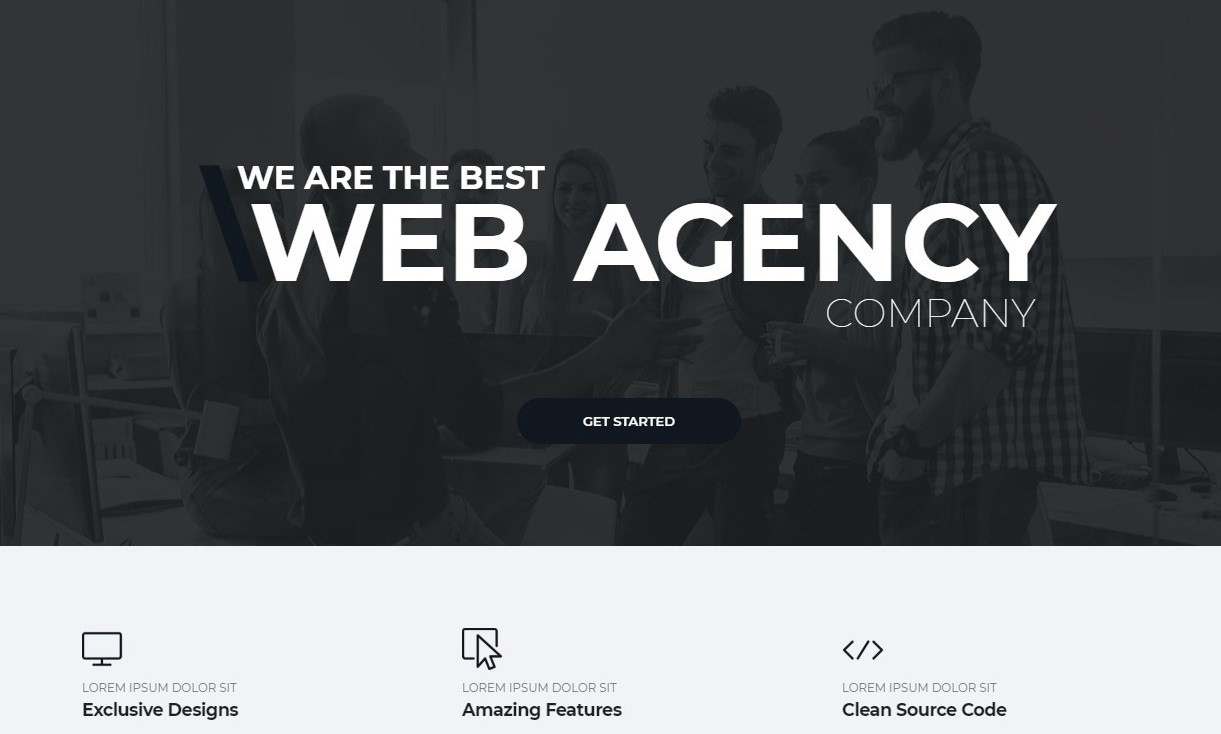 WE ARE THE BEST
WEB AGENCY
COMPANY
GET STARTED
LOREM IPSUM DOLOR SIT
Exclusive Designs
LOREM IPSUM DOLOR SIT
Amazing Features
LOREM IPSUM DOLOR SIT
Clean Source Code